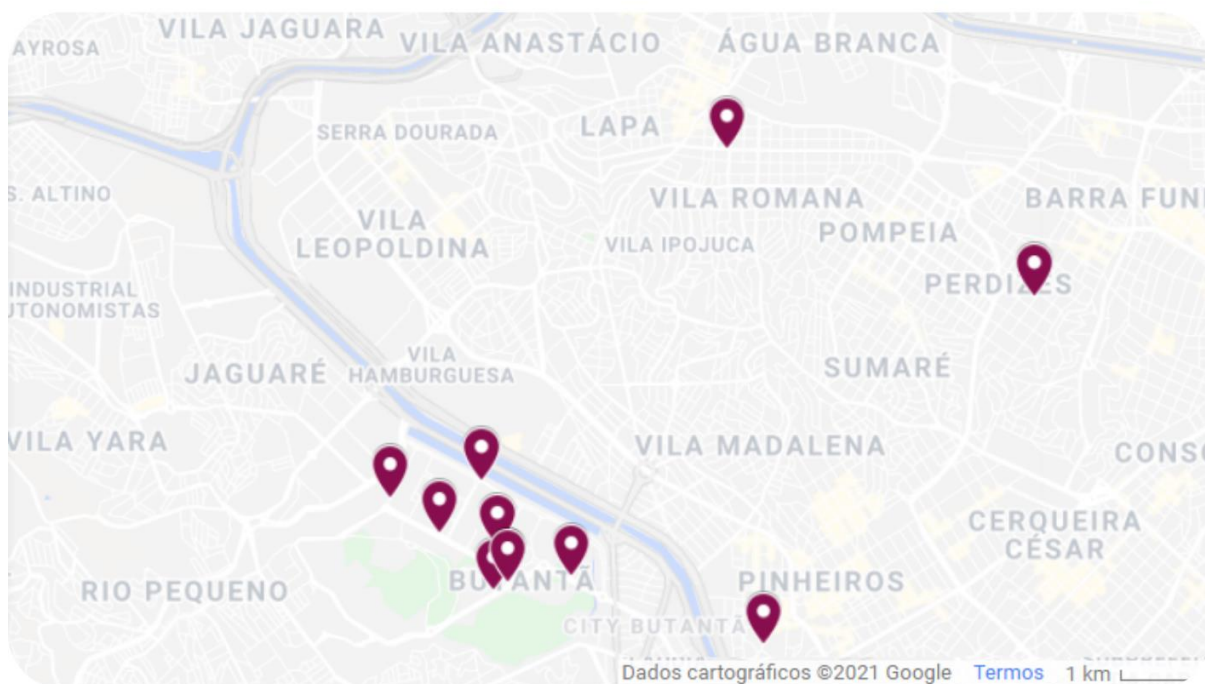 VILA JAGUARA
AYROSA
VILA ANASTÁCIO
ÁGUA BRANCA
SERRA DOURADA
LAPA
S. ALTINO
VILA ROMANA
BARRA FUN
VILA
LEOPOLDINA
VILA IPOJUCA
POMPEIA
INDUSTRIAL
UTONOMISTAS
PERDIZES
JAGUARÉ
VILA
HAMBURGUESA
SUMARÉ
VILA YARA
VILA MADALENA
CONSO
CERQUEIRA
CÉSAR
RIO PEQUENO
BUTANTÃ
PINHEIROS
CITY BUTANTÃ
Dados cartográficos ©2021 Google Termos 1 km